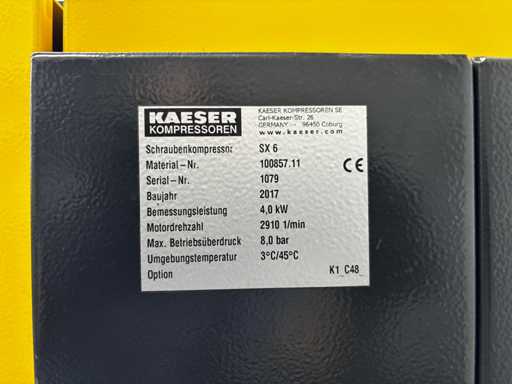 KAESER
KOMPRESSOREN
KAESER KOMPRESSOREN SE
Carl-Kaeser-Str. 26
GERMANY - 96450 Coburg
www.kaeser.com
Schraubenkompressor SX 6
Material-Nr. 100857.11 CE
Serial-Nr. 1079
Baujahr 2017
Bemessungsleistung 4,0 kW
Motordrehzahl 2910 1/min
Max. Betriebsüberdruck 8,0 bar
Umgebungstemperatur 3°C/45°C
Option K1 C48